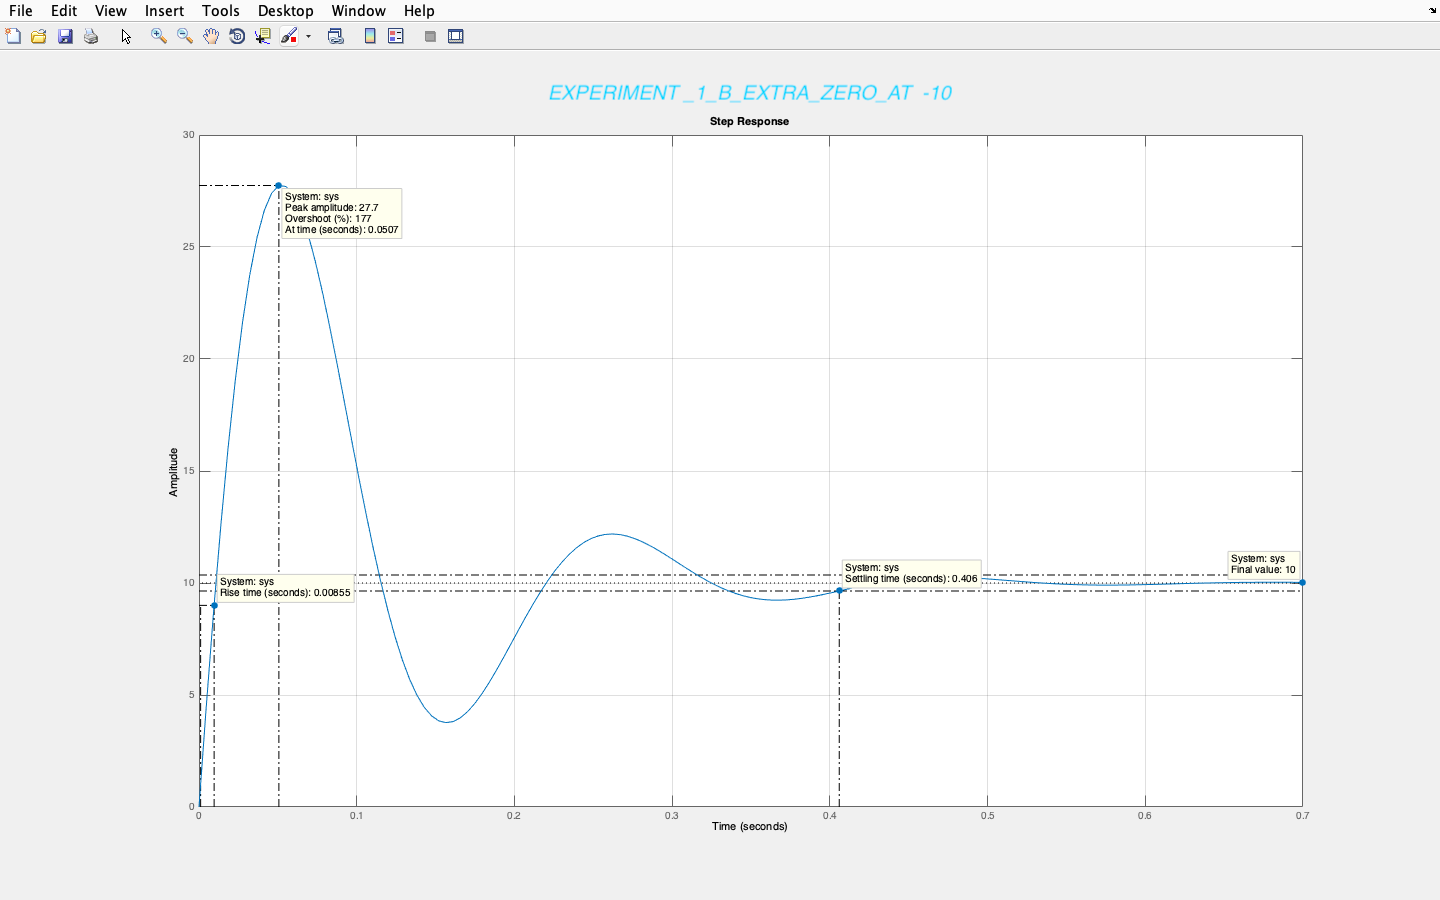 File Edit View Insert Tools Desktop Window Help
EXPERIMENT _1_B_EXTRA_ZERO_AT -10
Step Response
30
25
20
15
10
5
0
Amplitude
System: sys
Peak amplitude: 27.7
Overshoot (%): 177
At time (seconds): 0.0507
System: sys
Rise time (seconds): 0.00855
System: sys
Settling time (seconds): 0.406
System: sys
Final value: 10
0 0.1 0.2 0.3 0.4 0.5 0.6 0.7
Time (seconds)